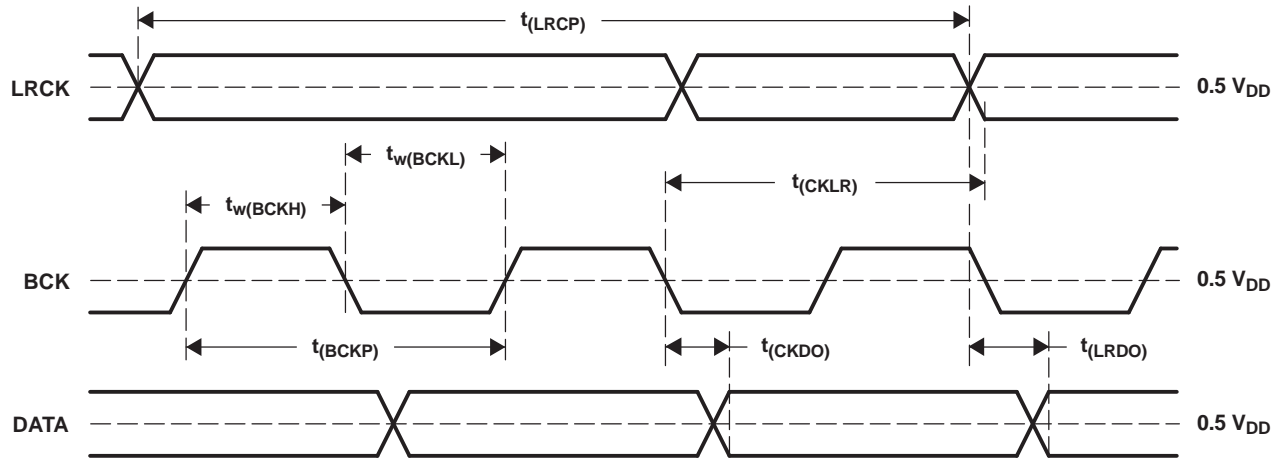 t(LRCP)
LRCK 0.5 VDD
tw(BCKL)
t(CKLR)
tw(BCKH)
BCK 0.5 VDD
t(BCKP)
t(CKDO)
t(LRDO)
DATA 0.5 VDD